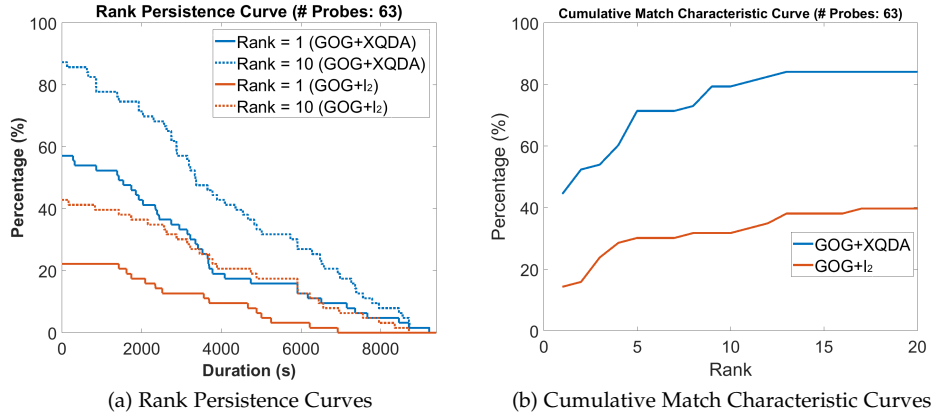 Rank Persistence Curve (# Probes: 63)
Percentage (%)
100
80
60
40
20
0
Rank = 1 (GOG+XQDA)
Rank = 10 (GOG+XQDA)
Rank = 1 (GOG+l₂)
Rank = 10 (GOG+l₂)
0 2000 4000 6000 8000
Duration (s)
(a) Rank Persistence Curves
Cumulative Match Characteristic Curve (# Probes: 63)
Percentage (%)
100
80
60
40
20
0
GOG+XQDA
GOG+l₂
0 5 10 15 20
Rank
(b) Cumulative Match Characteristic Curves